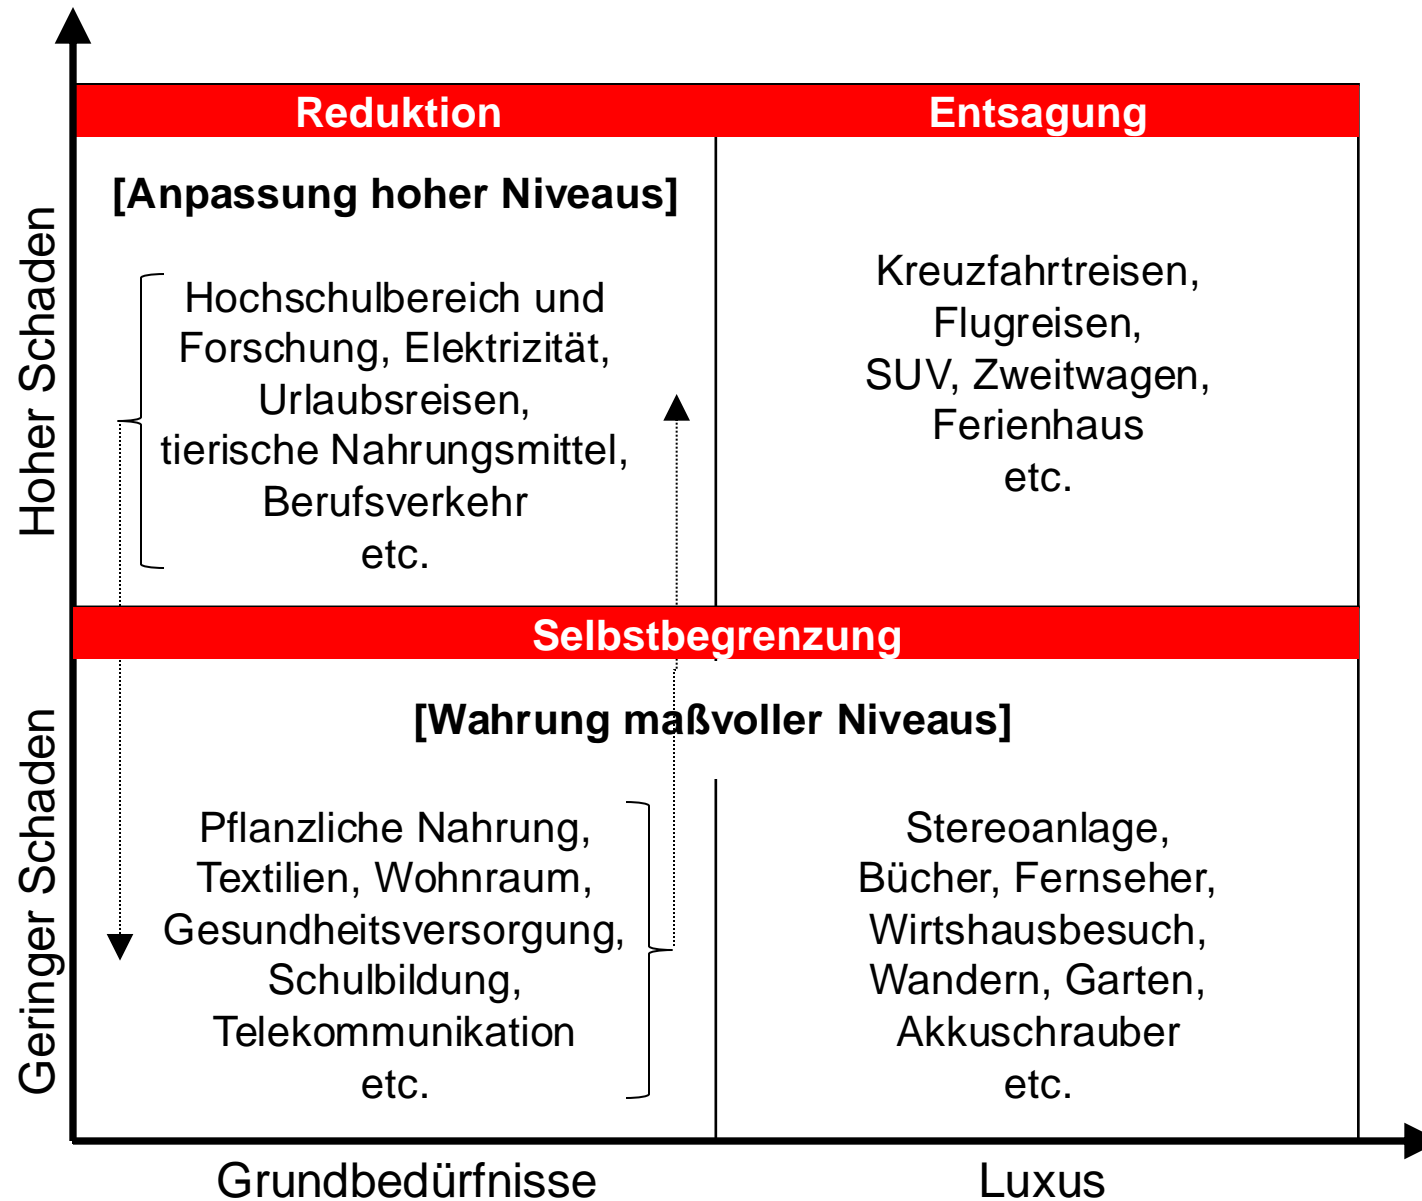 Reduktion
Entsagung
[Anpassung hoher Niveaus]
Hochschulbereich und
Forschung, Elektrizität,
Urlaubsreisen,
tierische Nahrungsmittel,
Berufsverkehr
etc.
Kreuzfahrtreisen,
Flugreisen,
SUV, Zweitwagen,
Ferienhaus
etc.
Hoher Schaden
Selbstbegrenzung
[Wahrung maßvoller Niveaus]
Pflanzliche Nahrung,
Textilien, Wohnraum,
Gesundheitsversorgung,
Schulbildung,
Telekommunikation
etc.
Stereoanlage,
Bücher, Fernseher,
Wirtshausbesuch,
Wandern, Garten,
Akkuschrauber
etc.
Geringer Schaden
Grundbedürfnisse
Luxus